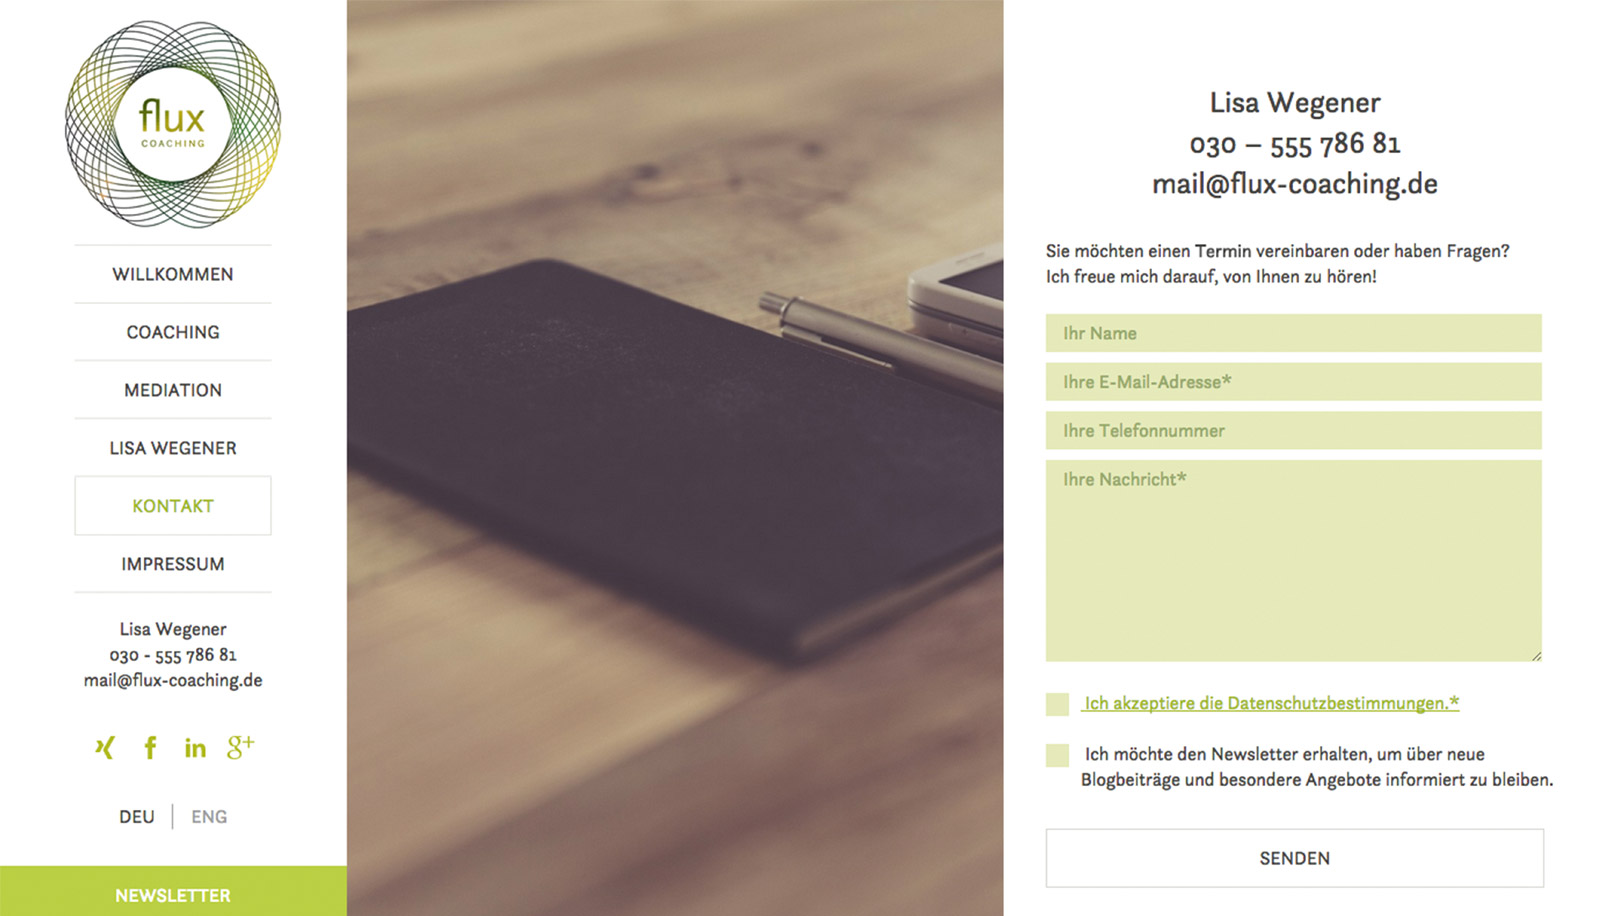 flux
COACHING
WILLKOMMEN
COACHING
MEDIATION
LISA WEGENER
KONTAKT
IMPRESSUM
Lisa Wegener
030 - 555 786 81
mail@flux-coaching.de
DEU | ENG
NEWSLETTER
Lisa Wegener
030 – 555 786 81
mail@flux-coaching.de
Sie möchten einen Termin vereinbaren oder haben Fragen?
Ich freue mich darauf, von Ihnen zu hören!
Ihr Name
Ihre E-Mail-Adresse*
Ihre Telefonnummer
Ihre Nachricht*
Ich akzeptiere die Datenschutzbestimmungen.*
Ich möchte den Newsletter erhalten, um über neue
Blogbeiträge und besondere Angebote informiert zu bleiben.
SENDEN